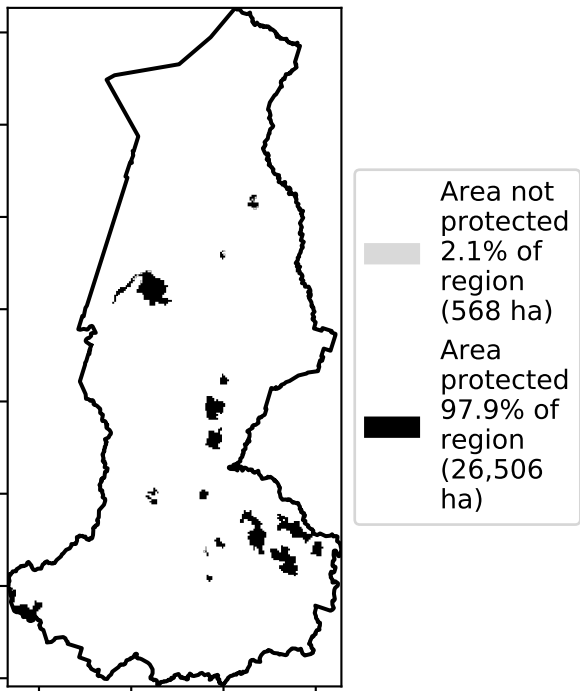 Area not
protected
2.1% of
region
(568 ha)
Area
protected
97.9% of
region
(26,506
ha)